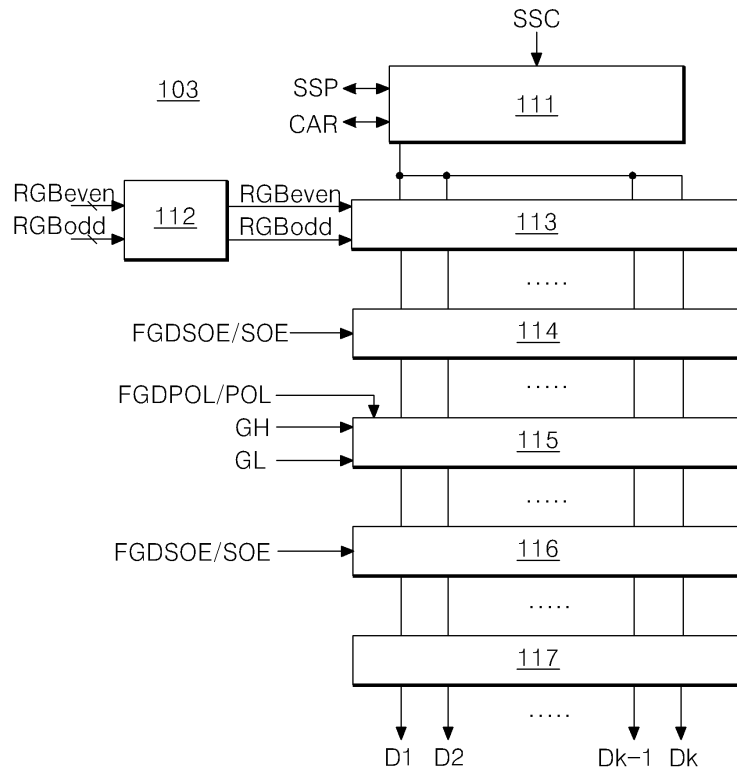 SSC
103
SSP
111
CAR
RGBeven
RGBodd
112
RGBeven
RGBodd
113
.....
FGDSOE/SOE
114
.....
FGDPOL/POL
GH
GL
115
.....
FGDSOE/SOE
116
.....
117
.....
D1 D2 Dk-1 Dk